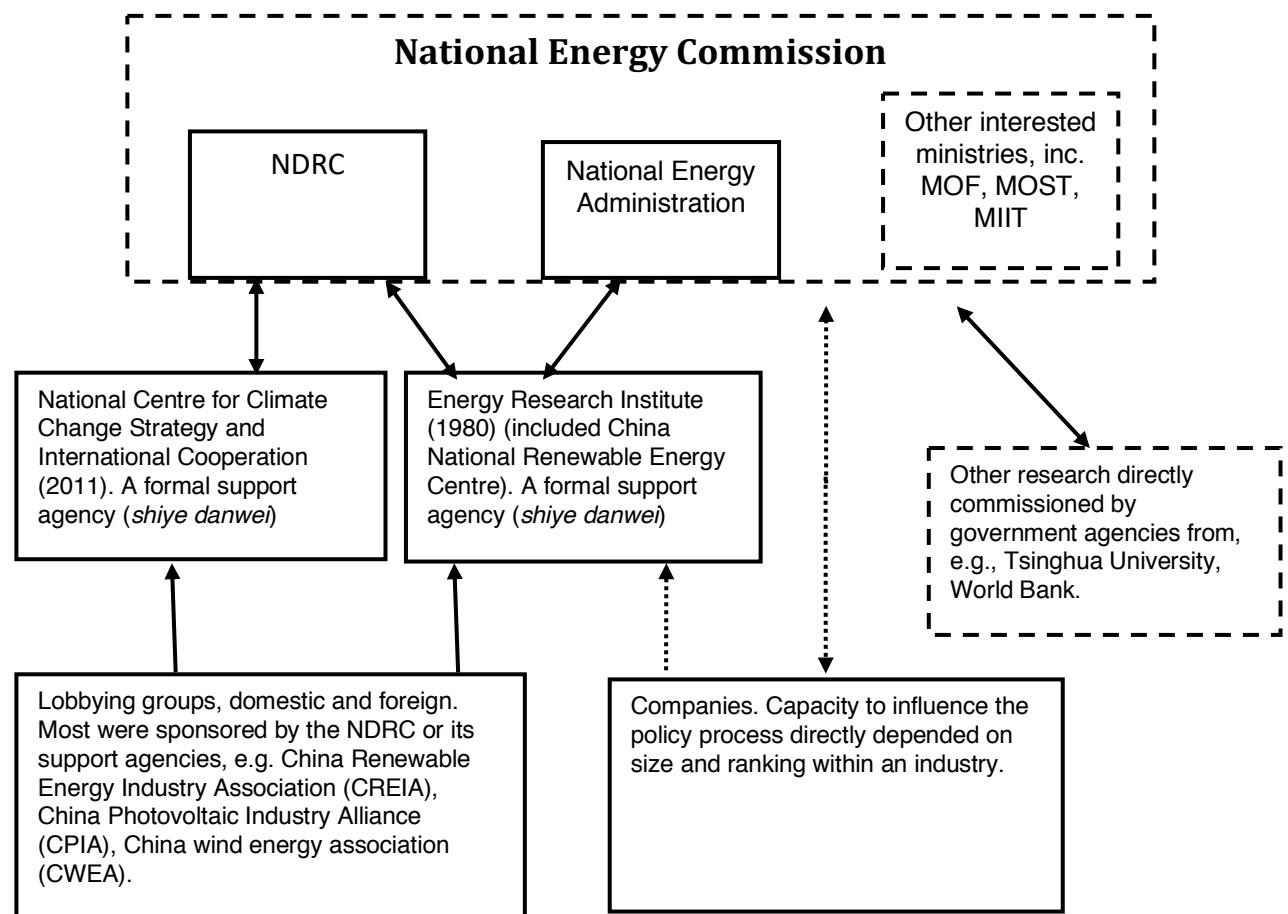 National Energy Commission
NDRC
National Energy
Administration
Other interested
ministries, inc.
MOF, MOST,
MIIT
National Centre for Climate
Change Strategy and
International Cooperation
(2011). A formal support
agency (shiye danwei)
Energy Research Institute
(1980) (included China
National Renewable Energy
Centre). A formal support
agency (shiye danwei)
Other research directly
commissioned by
government agencies from,
e.g., Tsinghua University,
World Bank.
Lobbying groups, domestic and foreign.
Most were sponsored by the NDRC or its
support agencies, e.g. China Renewable
Energy Industry Association (CREIA),
China Photovoltaic Industry Alliance
(CPIA), China wind energy association
(CWEA).
Companies. Capacity to influence the
policy process directly depended on
size and ranking within an industry.